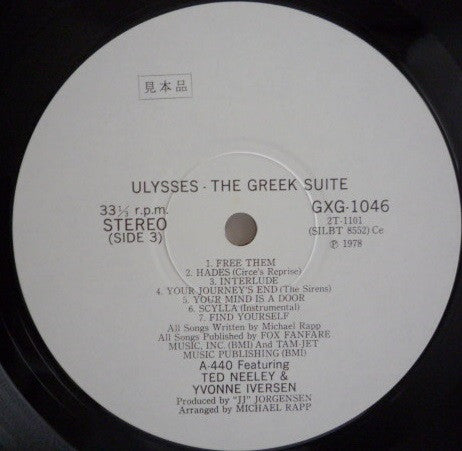 見本品
ULYSSES · THE GREEK SUITE
33⅓ r.p.m.
STEREO
(SIDE 3)
GXG-1046
2T-1101
(SILBT 8552) Ce
℗ 1978
1. FREE THEM
2. HADES (Circe's Reprise)
3. INTERLUDE
4. YOUR JOURNEY'S END (The Sirens)
5. YOUR MIND IS A DOOR
6. SCYLLA (Instrumental)
7. FIND YOURSELF
All Songs Written by Michael Rapp
All Songs Published by FOX FANFARE
MUSIC, INC. (BMI) And TAM-JET
MUSIC PUBLISHING (BMI)
A-440 Featuring
TED NEELEY &
YVONNE IVERSEN
Produced by "JJ" JORGENSEN
Arranged by MICHAEL RAPP